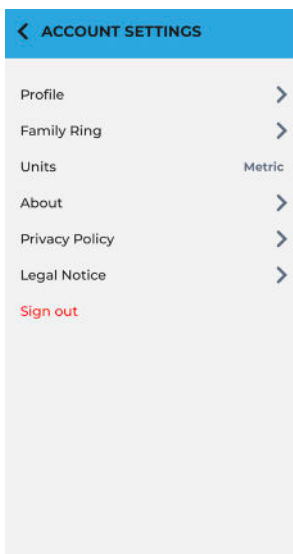 ACCOUNT SETTINGS
Profile
Family Ring
Units Metric
About
Privacy Policy
Legal Notice
Sign out